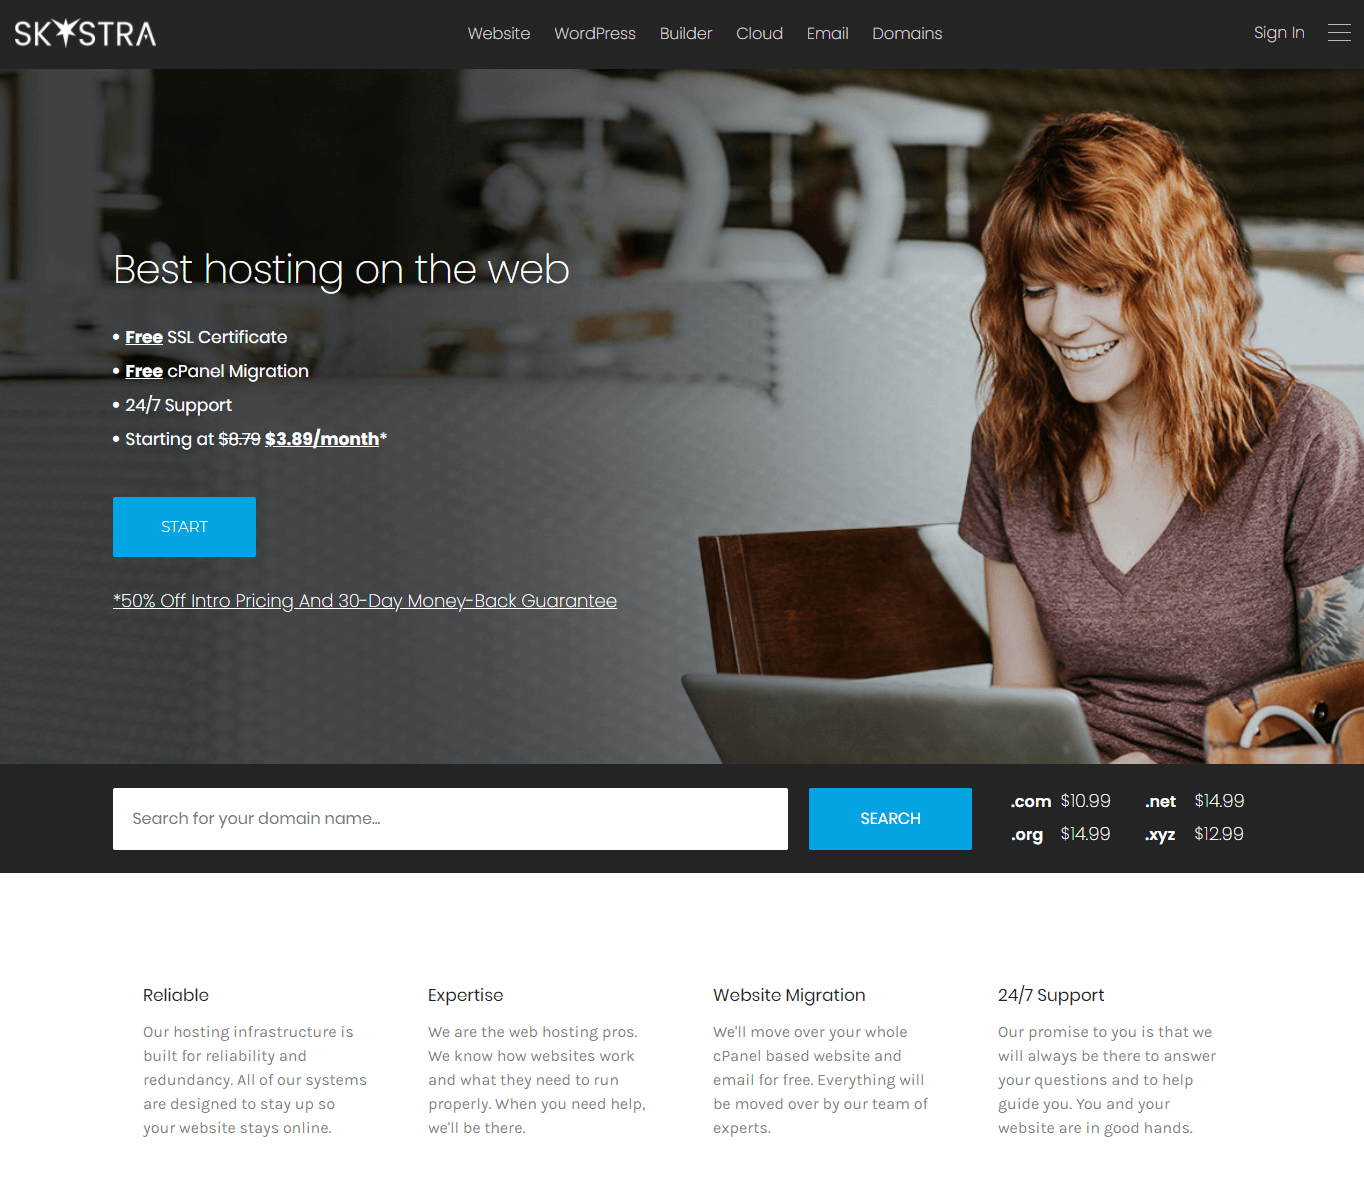 SKYSTRA
Website WordPress Builder Cloud Email Domains
Sign In
Best hosting on the web
• Free SSL Certificate
• Free cPanel Migration
• 24/7 Support
• Starting at $8.79 $3.89/month*
START
*50% Off Intro Pricing And 30-Day Money-Back Guarantee
Search for your domain name...
SEARCH
.com $10.99 .net $14.99
.org $14.99 .xyz $12.99
Reliable
Our hosting infrastructure is
built for reliability and
redundancy. All of our systems
are designed to stay up so
your website stays online.
Expertise
We are the web hosting pros.
We know how websites work
and what they need to run
properly. When you need help,
we'll be there.
Website Migration
We'll move over your whole
cPanel based website and
email for free. Everything will
be moved over by our team of
experts.
24/7 Support
Our promise to you is that we
will always be there to answer
your questions and to help
guide you. You and your
website are in good hands.